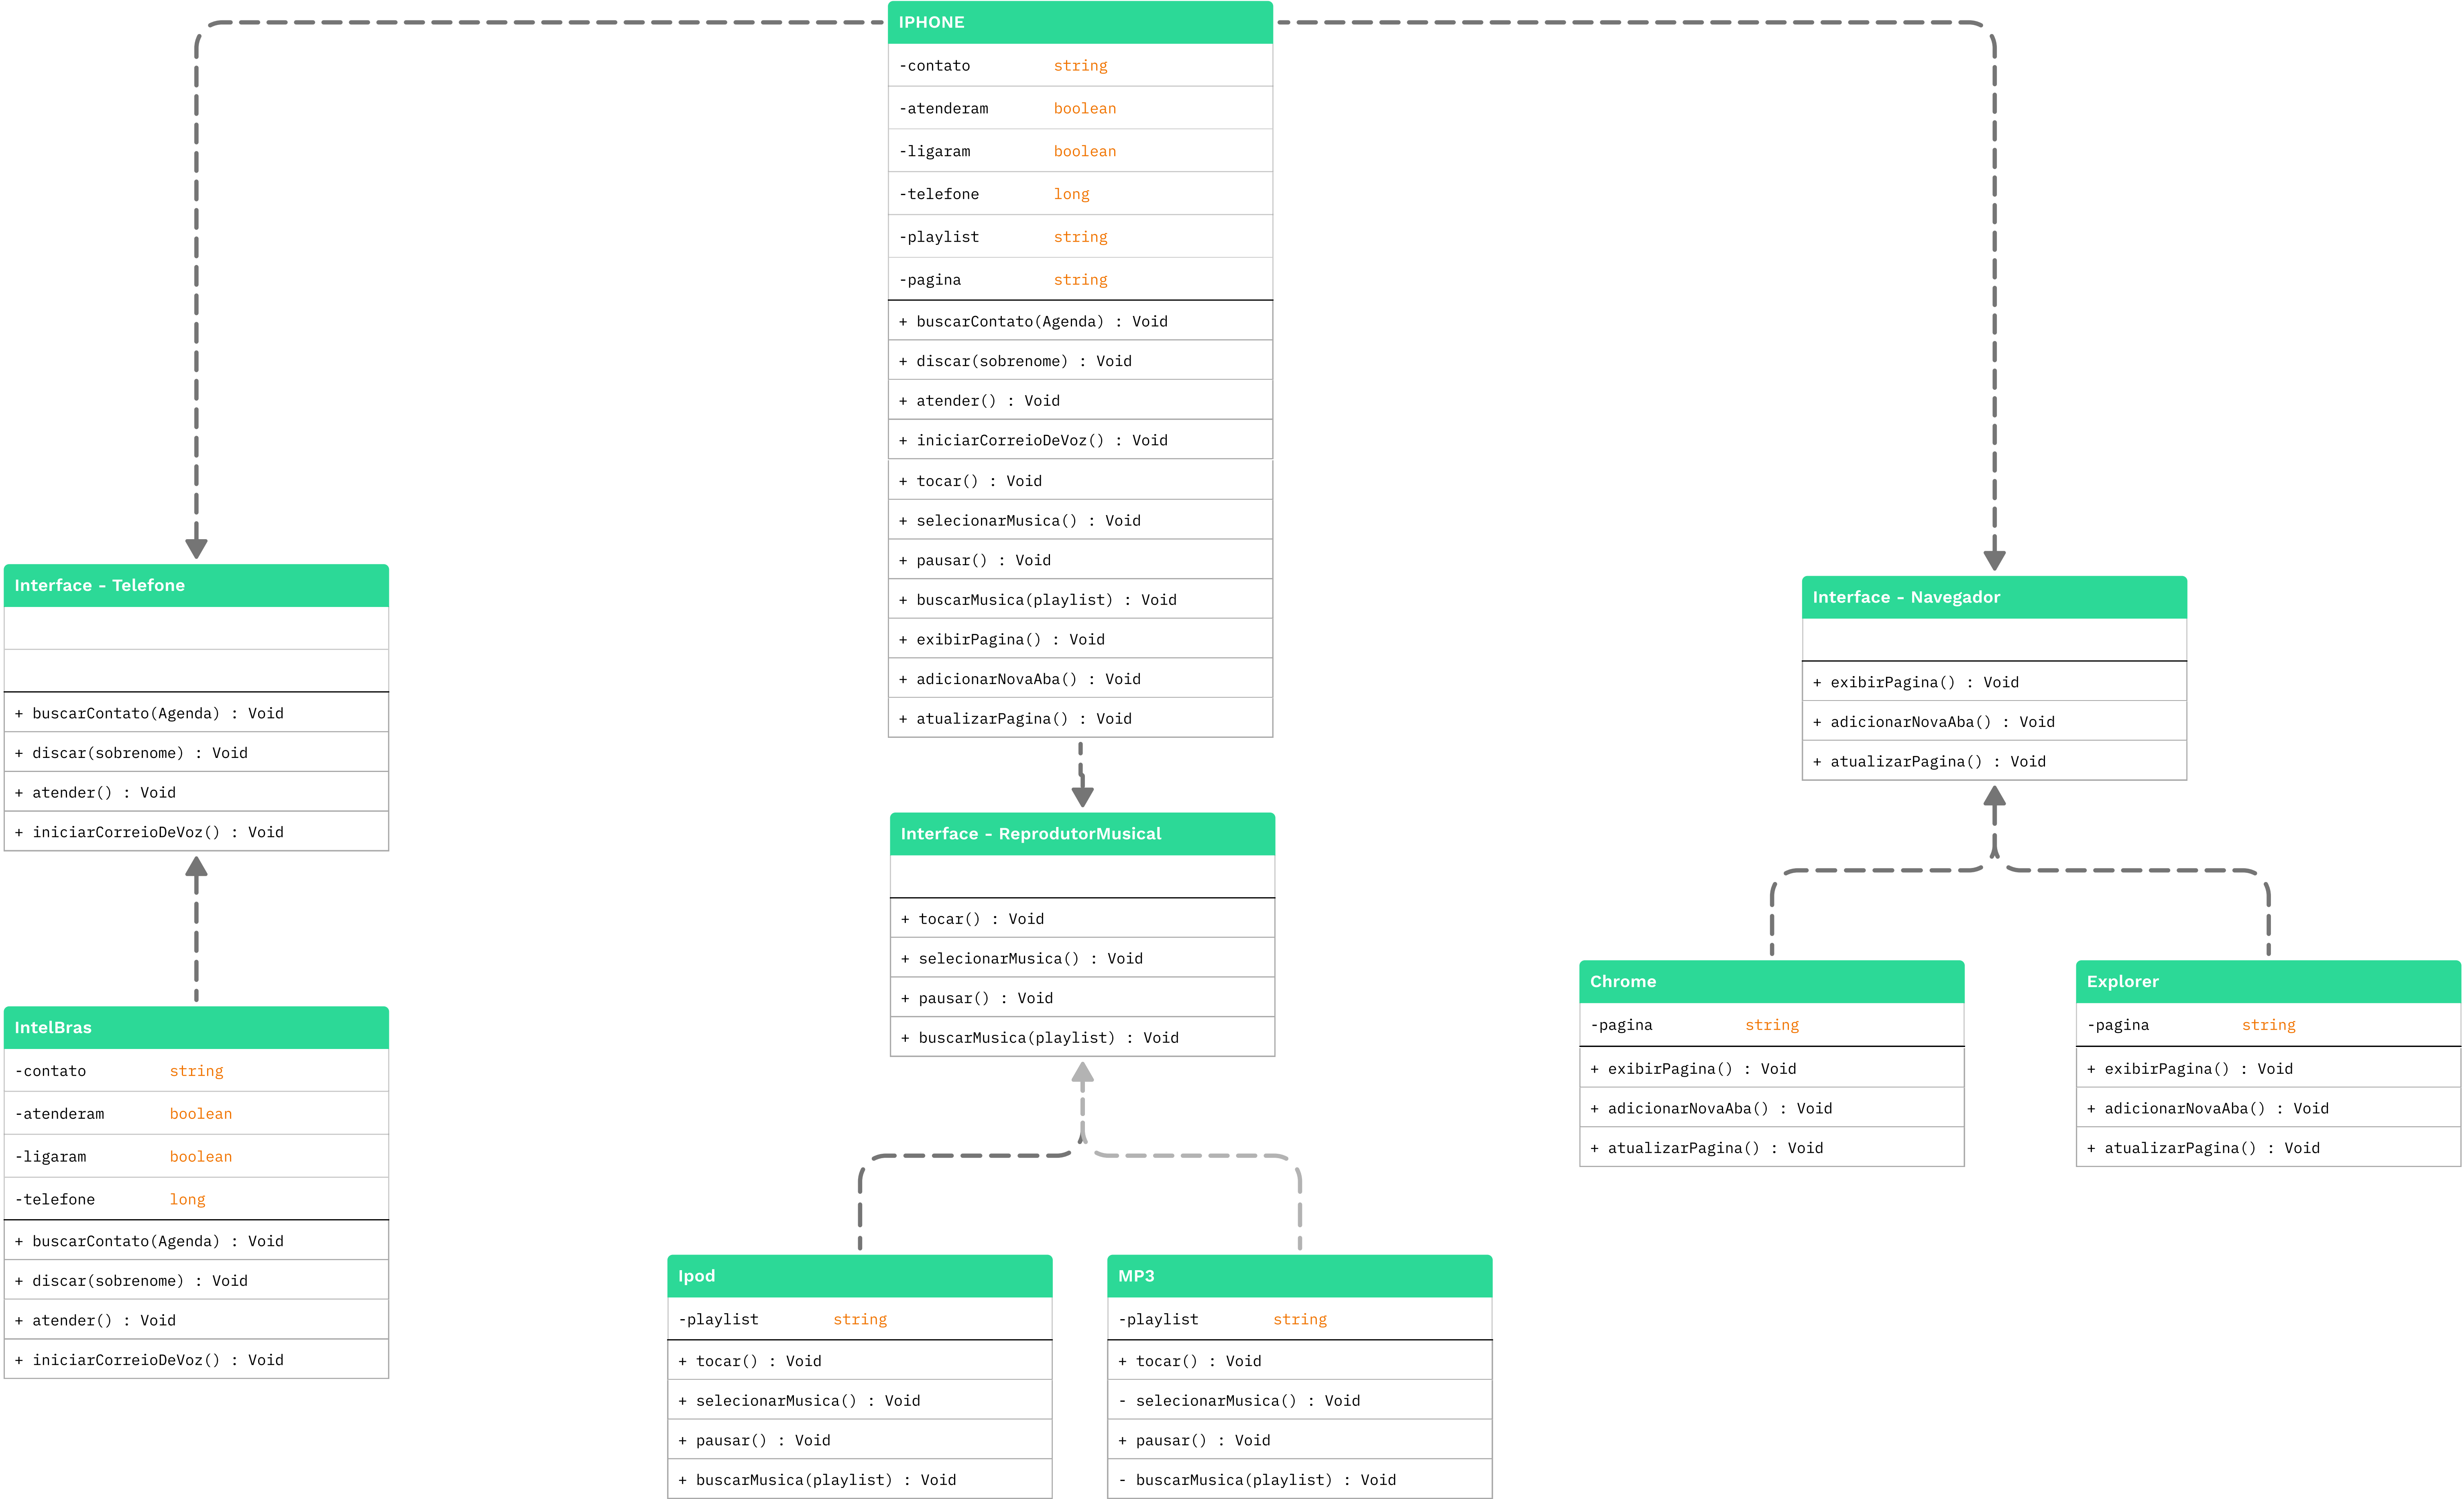 IPHONE
-contato string
-atenderam boolean
-ligaram boolean
-telefone long
-playlist string
-pagina string
+ buscarContato(Agenda) : Void
+ discar(sobrenome) : Void
+ atender() : Void
+ iniciarCorreioDeVoz() : Void
+ tocar() : Void
+ selecionarMusica() : Void
+ pausar() : Void
+ buscarMusica(playlist) : Void
+ exibirPagina() : Void
+ adicionarNovaAba() : Void
+ atualizarPagina() : Void
Interface - Telefone
+ buscarContato(Agenda) : Void
+ discar(sobrenome) : Void
+ atender() : Void
+ iniciarCorreioDeVoz() : Void
Interface - Navegador
+ exibirPagina() : Void
+ adicionarNovaAba() : Void
+ atualizarPagina() : Void
Interface - ReprodutorMusical
+ tocar() : Void
+ selecionarMusica() : Void
+ pausar() : Void
+ buscarMusica(playlist) : Void
IntelBras
-contato string
-atenderam boolean
-ligaram boolean
-telefone long
+ buscarContato(Agenda) : Void
+ discar(sobrenome) : Void
+ atender() : Void
+ iniciarCorreioDeVoz() : Void
Chrome
-pagina string
+ exibirPagina() : Void
+ adicionarNovaAba() : Void
+ atualizarPagina() : Void
Explorer
-pagina string
+ exibirPagina() : Void
+ adicionarNovaAba() : Void
+ atualizarPagina() : Void
Ipod
-playlist string
+ tocar() : Void
+ selecionarMusica() : Void
+ pausar() : Void
+ buscarMusica(playlist) : Void
MP3
-playlist string
+ tocar() : Void
- selecionarMusica() : Void
+ pausar() : Void
- buscarMusica(playlist) : Void